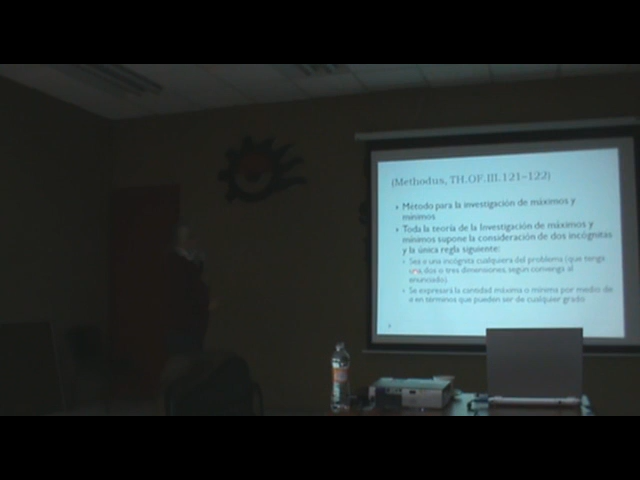 (Methodus, TH.OF.III.121-122)
Método para la investigación de máximos y
mínimos
Toda la teoría de la Investigación de máximos y
mínimos supone la consideración de dos incógnitas
y la única regla siguiente:
Sea a una incógnita cualquiera del problema (que tenga
una, dos o tres dimensiones, según convenga al
enunciado).
Se expresará la cantidad máxima o mínima por medio de
a en términos que pueden ser de cualquier grado